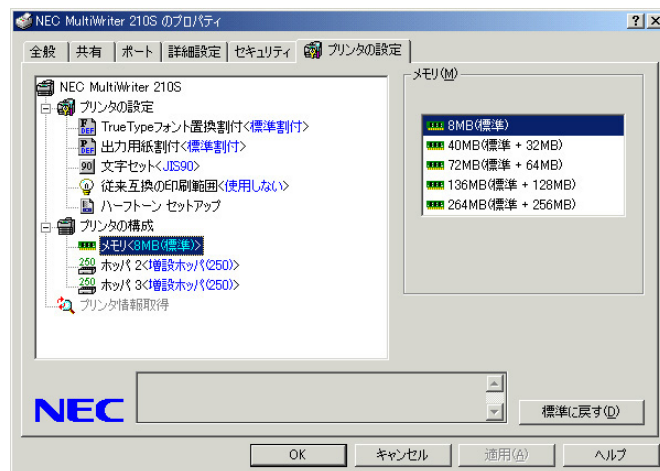 NEC MultiWriter 210S のプロパティ
全般 共有 ポート 詳細設定 セキュリティ プリンタの設定
NEC MultiWriter 210S
プリンタの設定
TrueTypeフォント置換割付<標準割付>
出力用紙割付<標準割付>
文字セット<JIS90>
従来互換の印刷範囲<使用しない>
ハーフトーン セットアップ
プリンタの構成
メモリ<8MB(標準)>
ホッパ 2<増設ホッパ(250)>
ホッパ 3<増設ホッパ(250)>
プリンタ情報取得
メモリ(M)
8MB(標準)
40MB(標準 + 32MB)
72MB(標準 + 64MB)
136MB(標準 + 128MB)
264MB(標準 + 256MB)
NEC
標準に戻す(D)
OK キャンセル 適用(A) ヘルプ